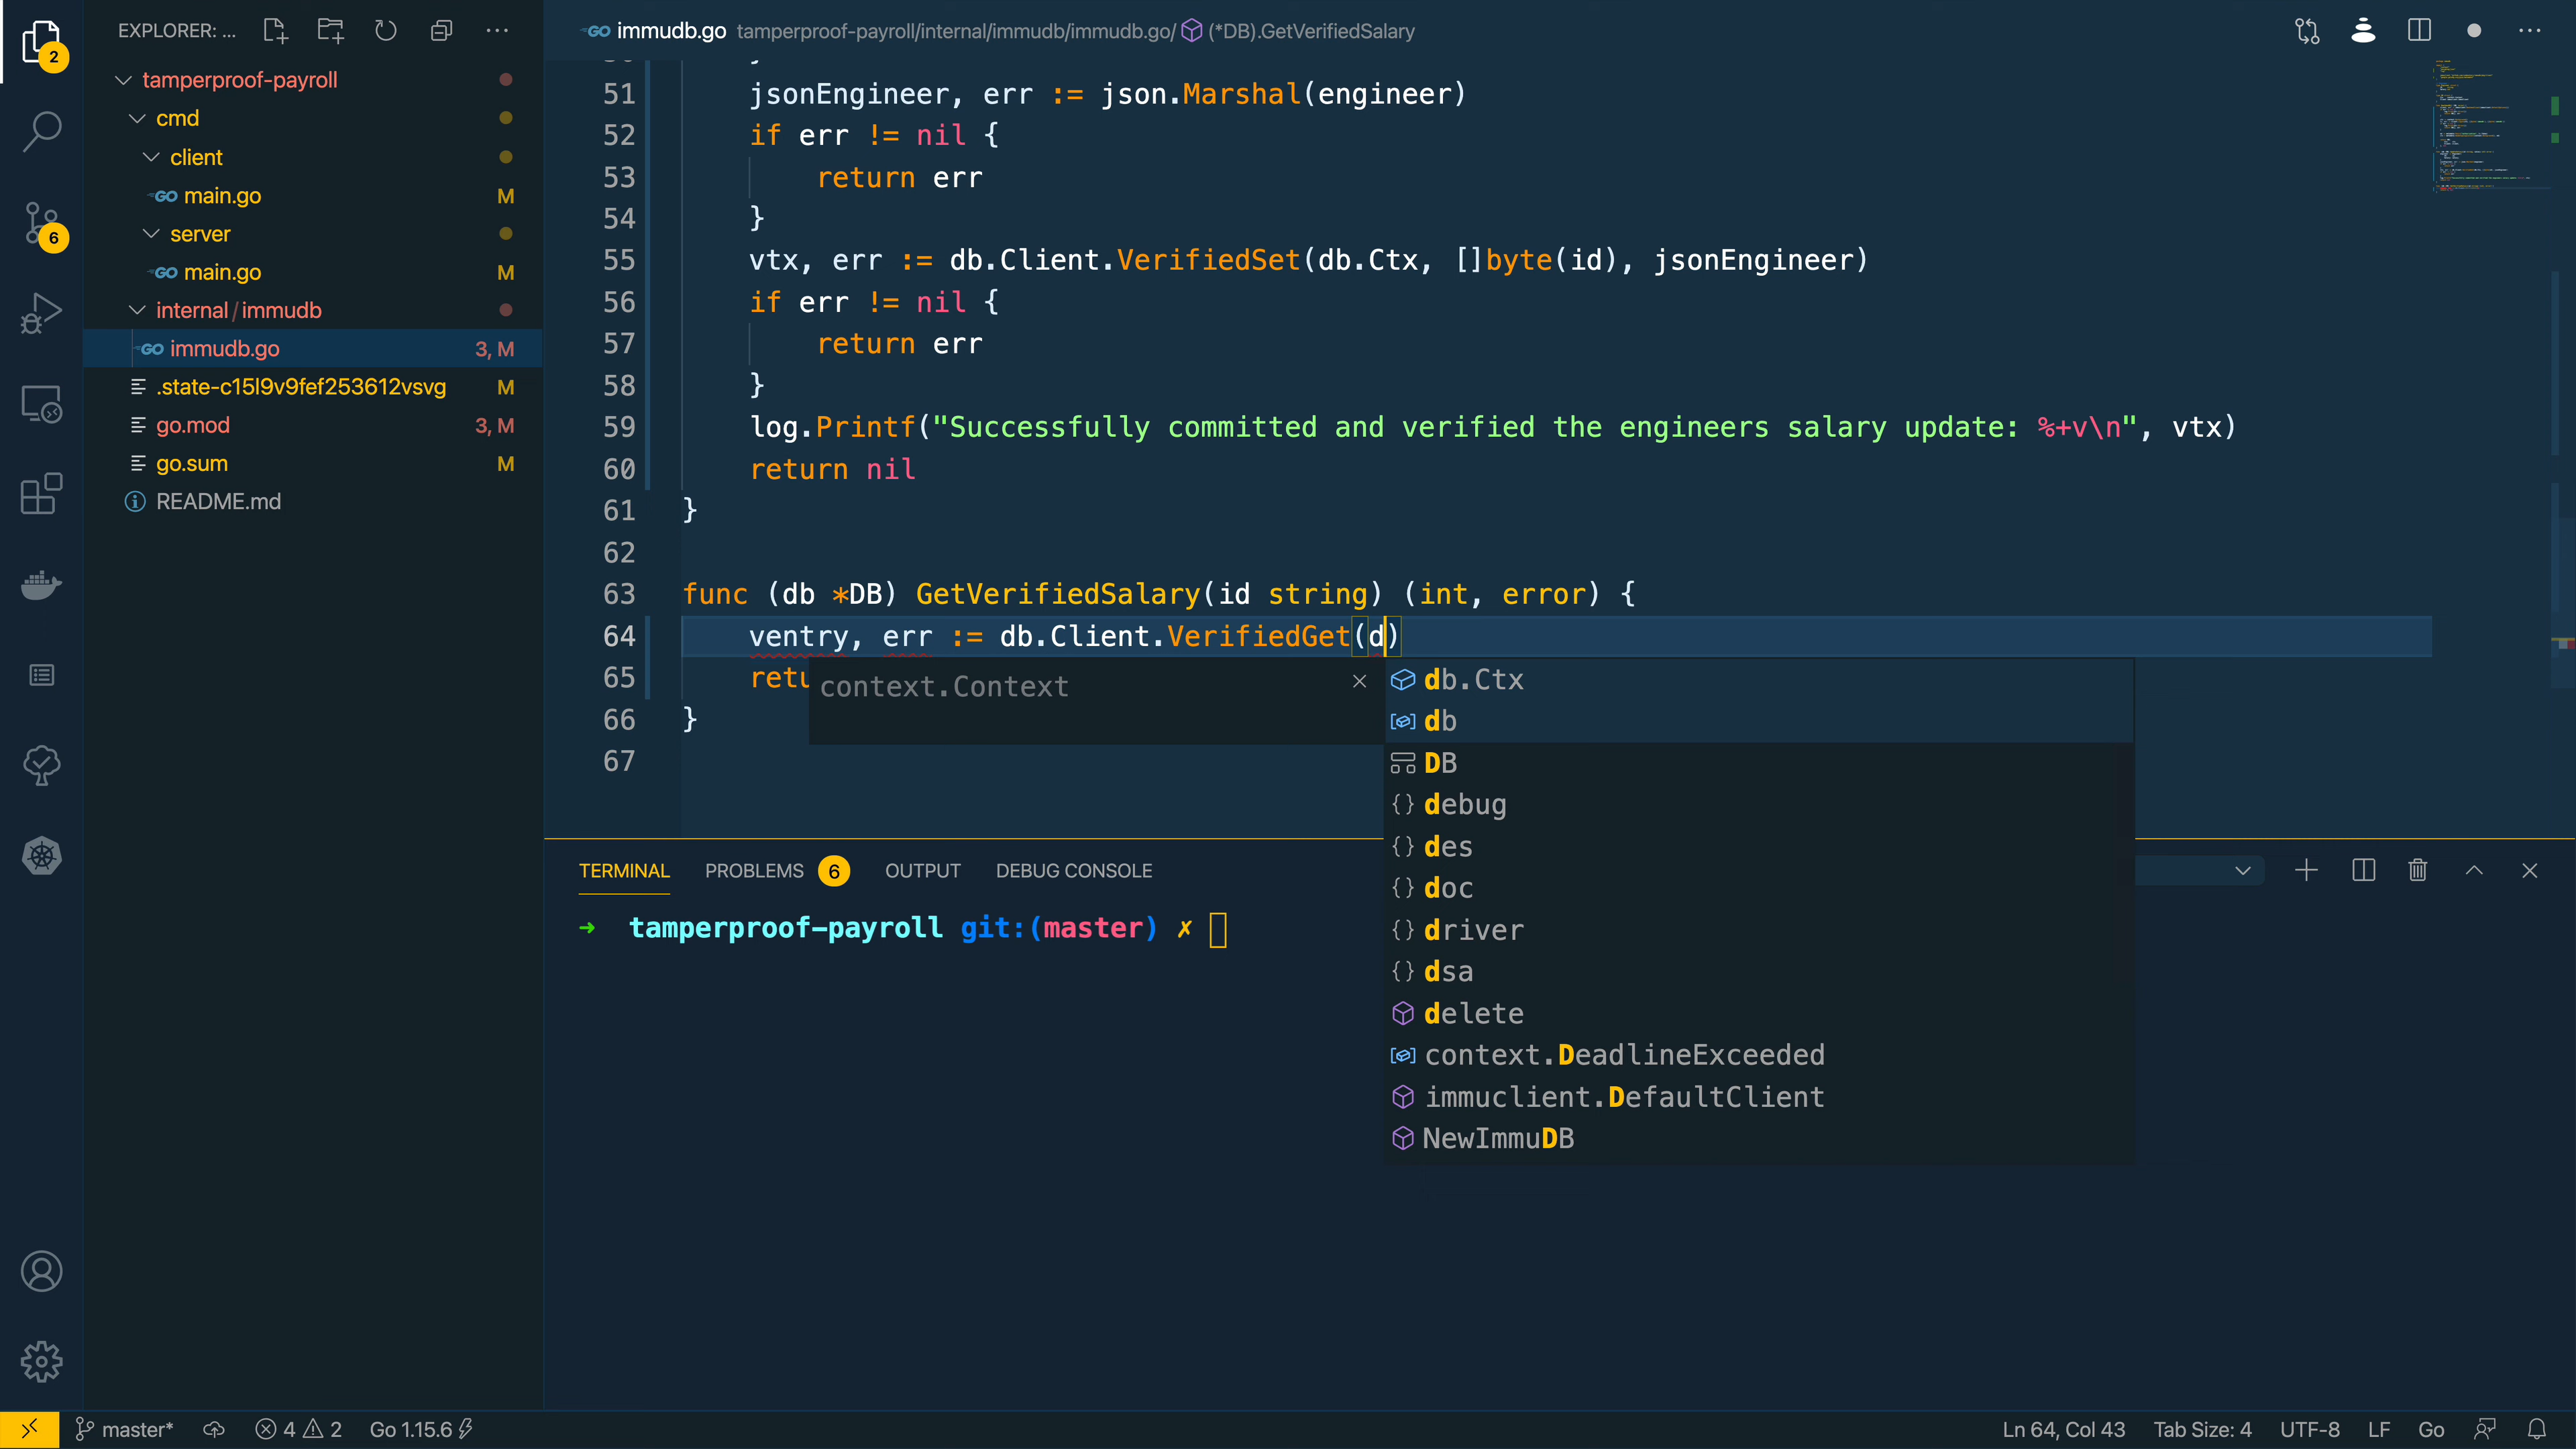 EXPLORER: ...
GO immudb.go tamperproof-payroll/internal/immudb/immudb.go/ (*DB).GetVerifiedSalary
2
6
tamperproof-payroll
cmd
client
GO main.go M
server
GO main.go M
internal/immudb
GO immudb.go 3, M
.state-c15l9v9fef253612vsvg M
go.mod 3, M
go.sum M
README.md
51 jsonEngineer, err := json.Marshal(engineer)
52 if err != nil {
53 return err
54 }
55 vtx, err := db.Client.VerifiedSet(db.Ctx, []byte(id), jsonEngineer)
56 if err != nil {
57 return err
58 }
59 log.Printf("Successfully committed and verified the engineers salary update: %+v\n", vtx)
60 return nil
61 }
62
63 func (db *DB) GetVerifiedSalary(id string) (int, error) {
64 ventry, err := db.Client.VerifiedGet(d)
65 retu
66 }
67
context.Context
db.Ctx
db
DB
debug
des
doc
driver
dsa
delete
context.DeadlineExceeded
immuclient.DefaultClient
NewImmuDB
TERMINAL PROBLEMS 6 OUTPUT DEBUG CONSOLE
➜ tamperproof-payroll git:(master) ✗
master* 4 2 Go 1.15.6 Ln 64, Col 43 Tab Size: 4 UTF-8 LF Go